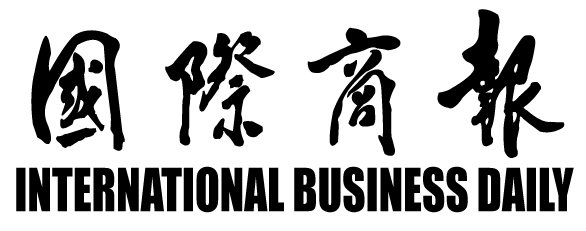 國際商報
INTERNATIONAL BUSINESS DAILY